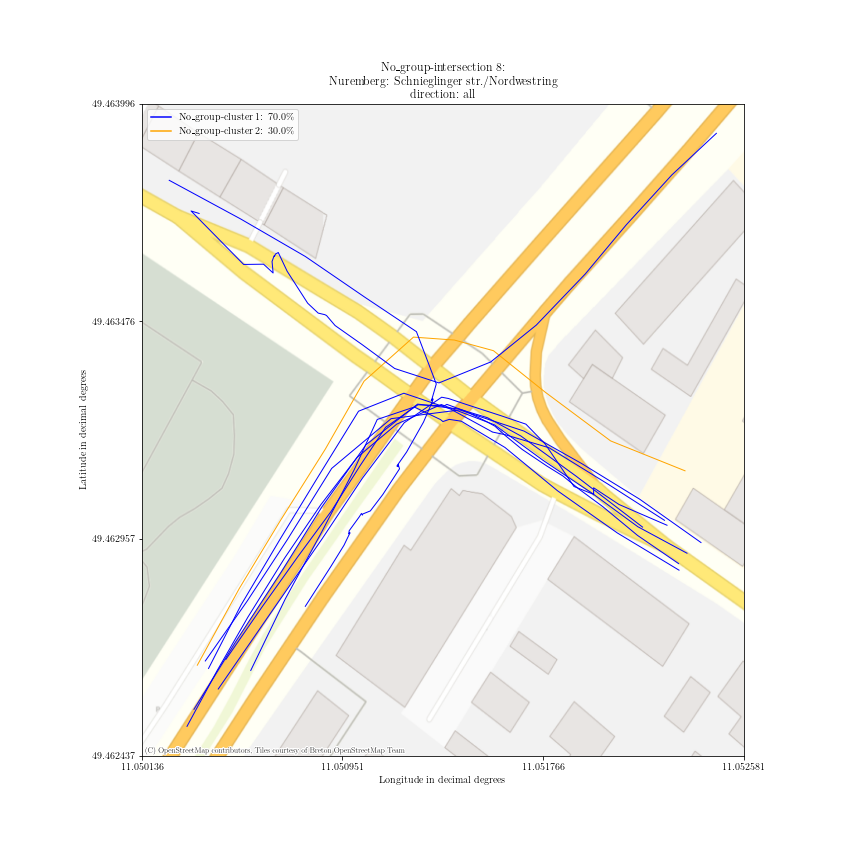 No_group-intersection 8:
Nuremberg: Schnieglinger str./Nordwestring
direction: all
No_group-cluster 1: 70.0%
No_group-cluster 2: 30.0%
49.463996
49.463476
49.462957
49.462437
Latitude in decimal degrees
(C) OpenStreetMap contributors, Tiles courtesy of Breton OpenStreetMap Team
11.050136 11.050951 11.051766 11.052581
Longitude in decimal degrees